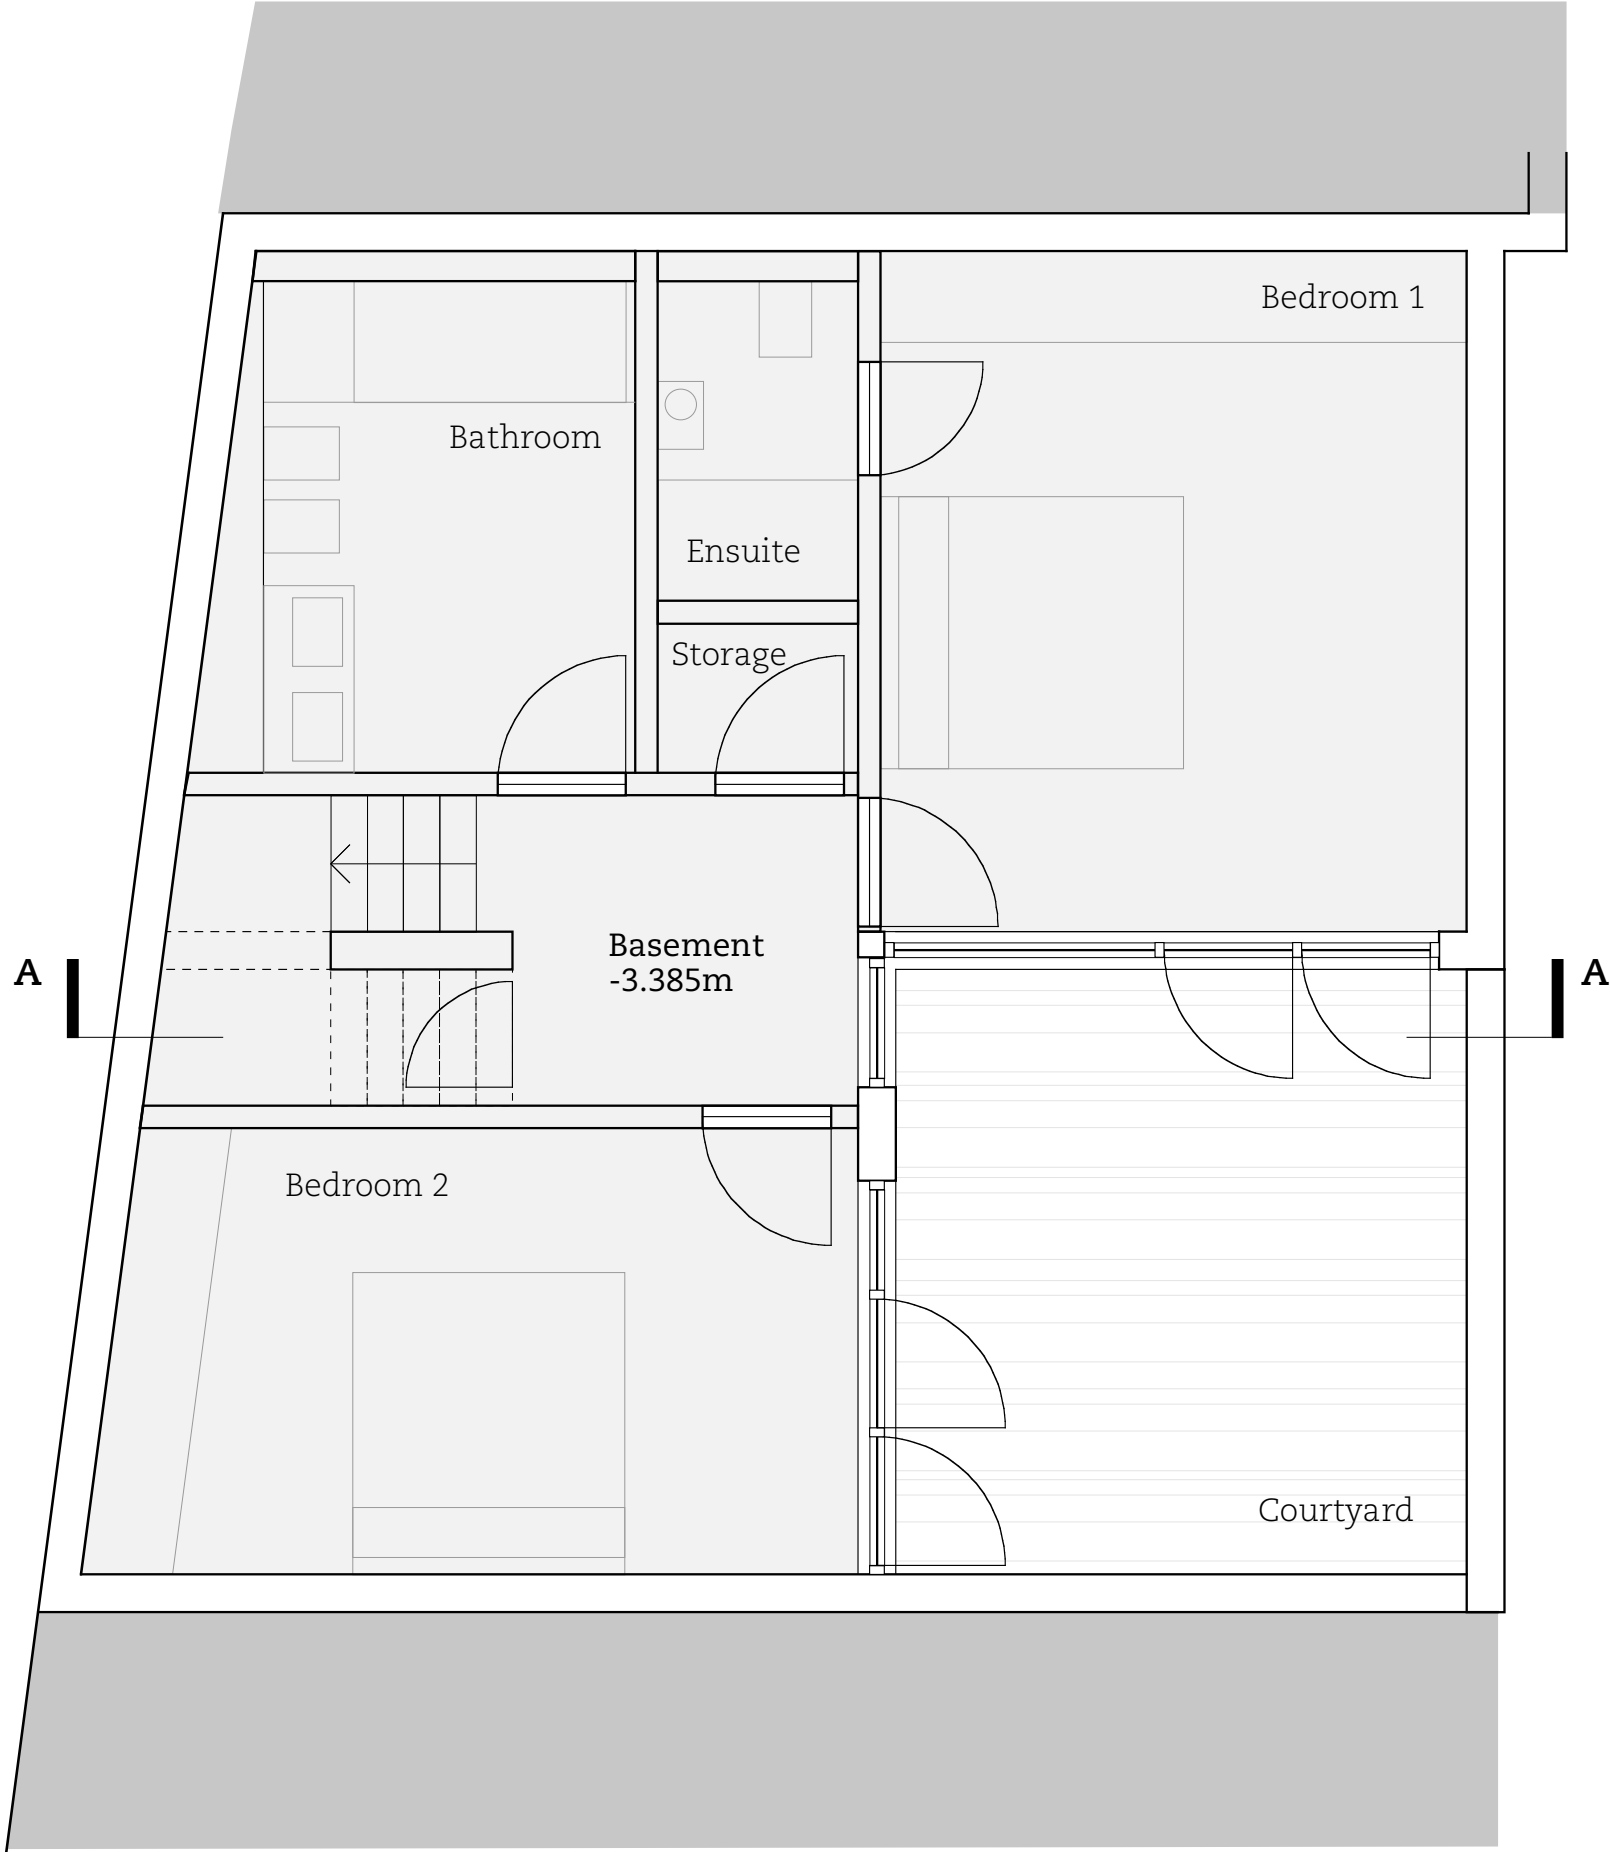 Bedroom 1
Bathroom
Ensuite
Storage
Basement
-3.385m
A
A
Bedroom 2
Courtyard